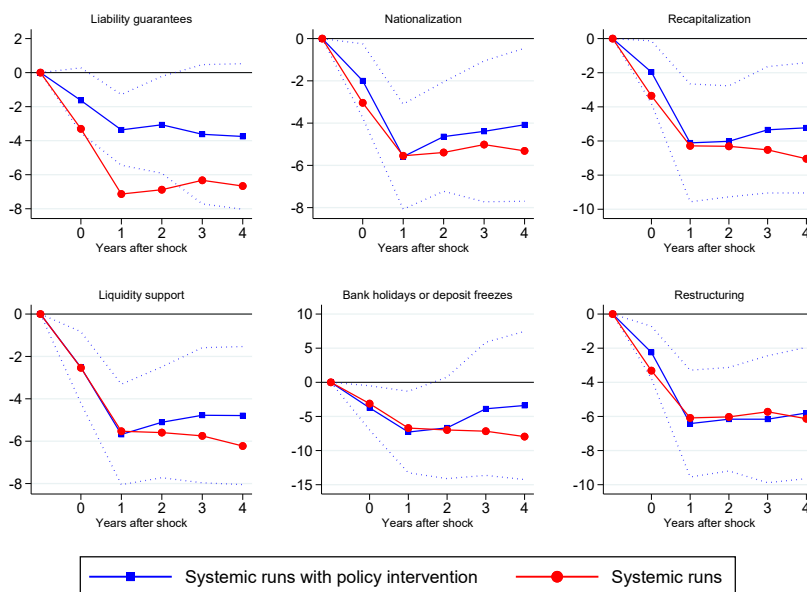 Liability guarantees
Nationalization
Recapitalization
2
0
-2
-4
-6
-8
0 1 2 3 4
Years after shock
0
-2
-4
-6
-8
0 1 2 3 4
Years after shock
0
-2
-4
-6
-8
-10
0 1 2 3 4
Years after shock
Liquidity support
Bank holidays or deposit freezes
Restructuring
0
-2
-4
-6
-8
0 1 2 3 4
Years after shock
10
5
0
-5
-10
-15
0 1 2 3 4
Years after shock
0
-2
-4
-6
-8
-10
0 1 2 3 4
Years after shock
Systemic runs with policy intervention
Systemic runs